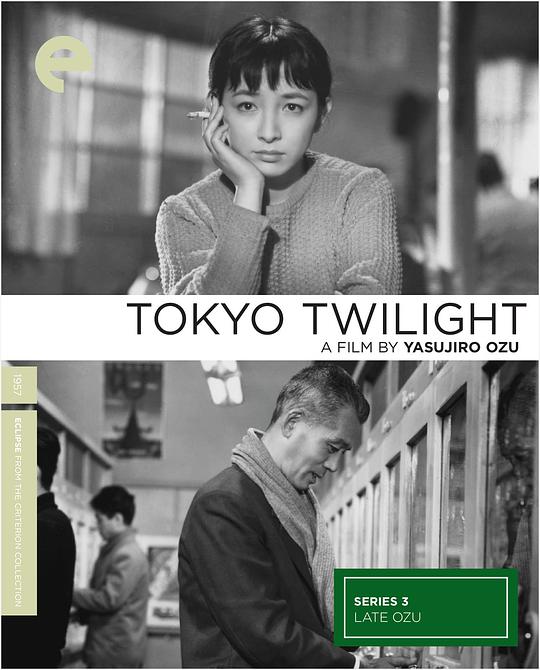 e
TOKYO TWILIGHT
A FILM BY YASUJIRO OZU
1957
ECLIPSE FROM THE CRITERION COLLECTION
SERIES 3
LATE OZU